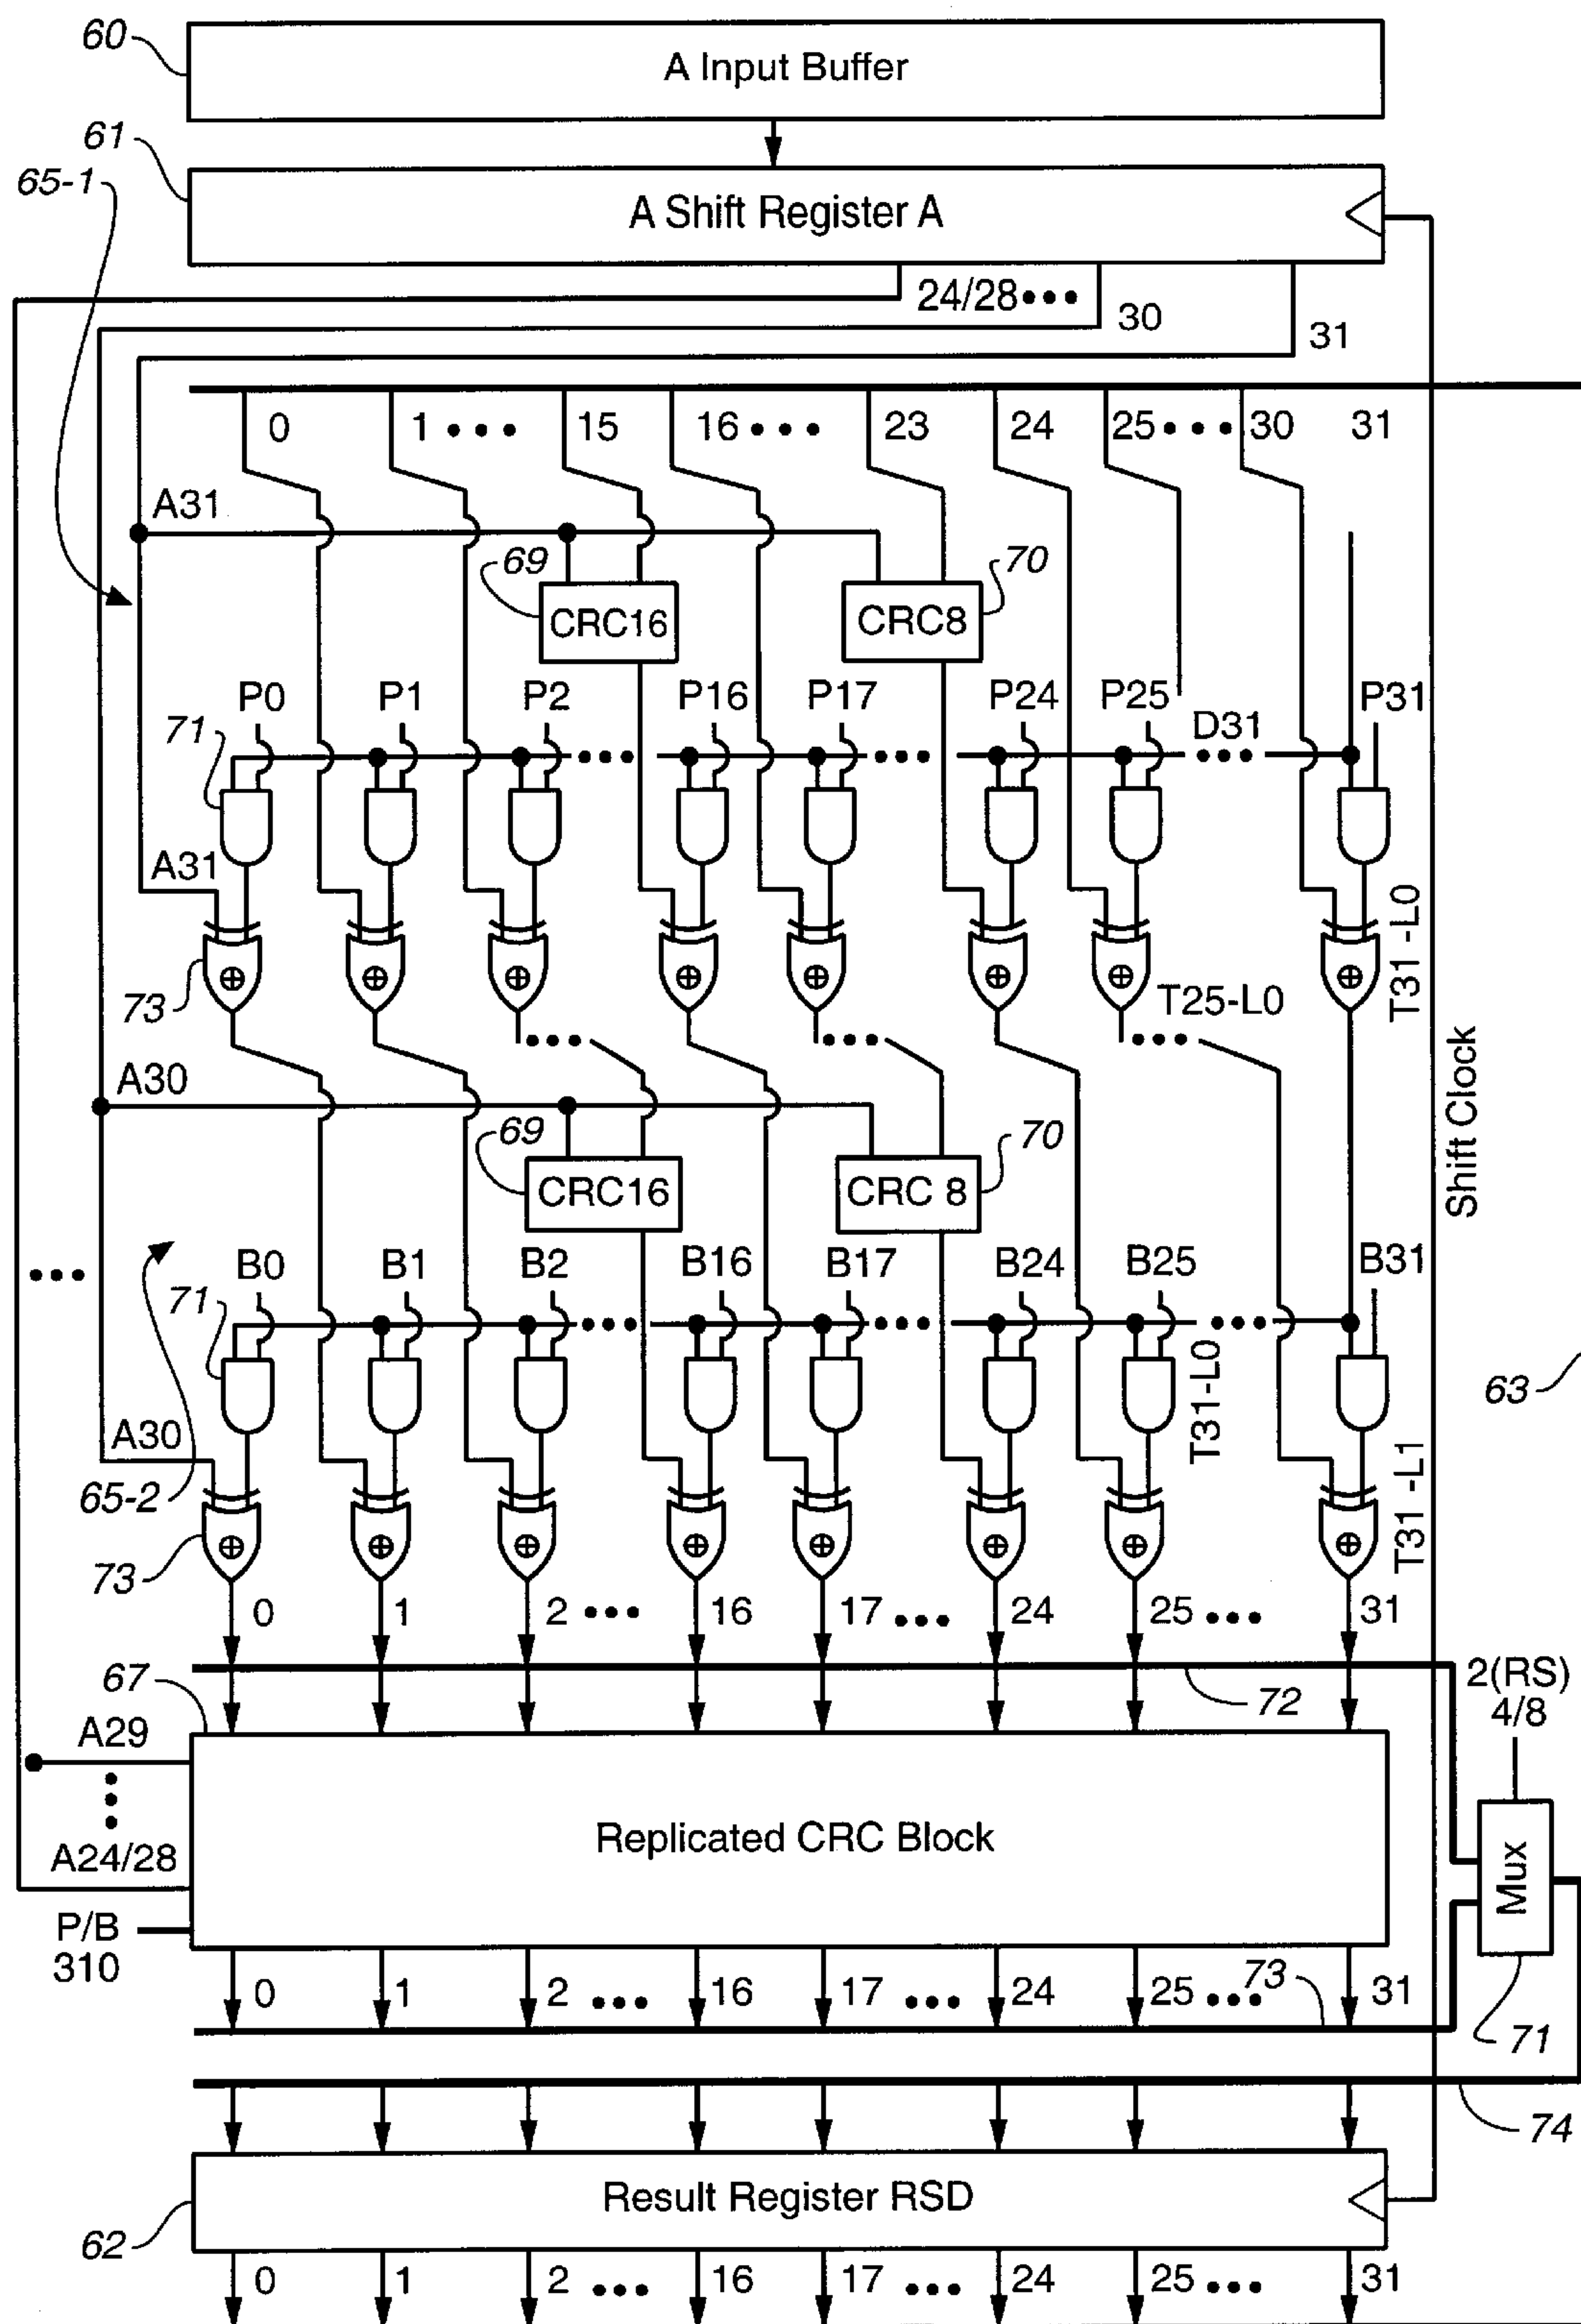 60
A Input Buffer
61
65-1
A Shift Register A
24/28•••
30
31
0
1 •••
15
16 •••
23
24
25 •••
30
31
A31
69
70
CRC16
CRC8
P0
P1
P2
P16
P17
P24
P25
P31
71
•••
•••
D31
•••
A31
73
T25-L0
T31-L0
•••
•••
•••
A30
69
70
CRC16
CRC 8
Shift Clock
•••
B0
B1
B2
B16
B17
B24
B25
B31
71
•••
•••
•••
T31-L0
63
A30
65-2
T31-L1
73
0
1
2 •••
16
17 •••
24
25 •••
31
67
72
2(RS)
4/8
A29
•••
A24/28
Replicated CRC Block
Mux
P/B
310
0
1
2 •••
16
17 •••
24
25 •••
73
31
71
74
Result Register RSD
62
0
1
2 •••
16
17 •••
24
25 •••
31